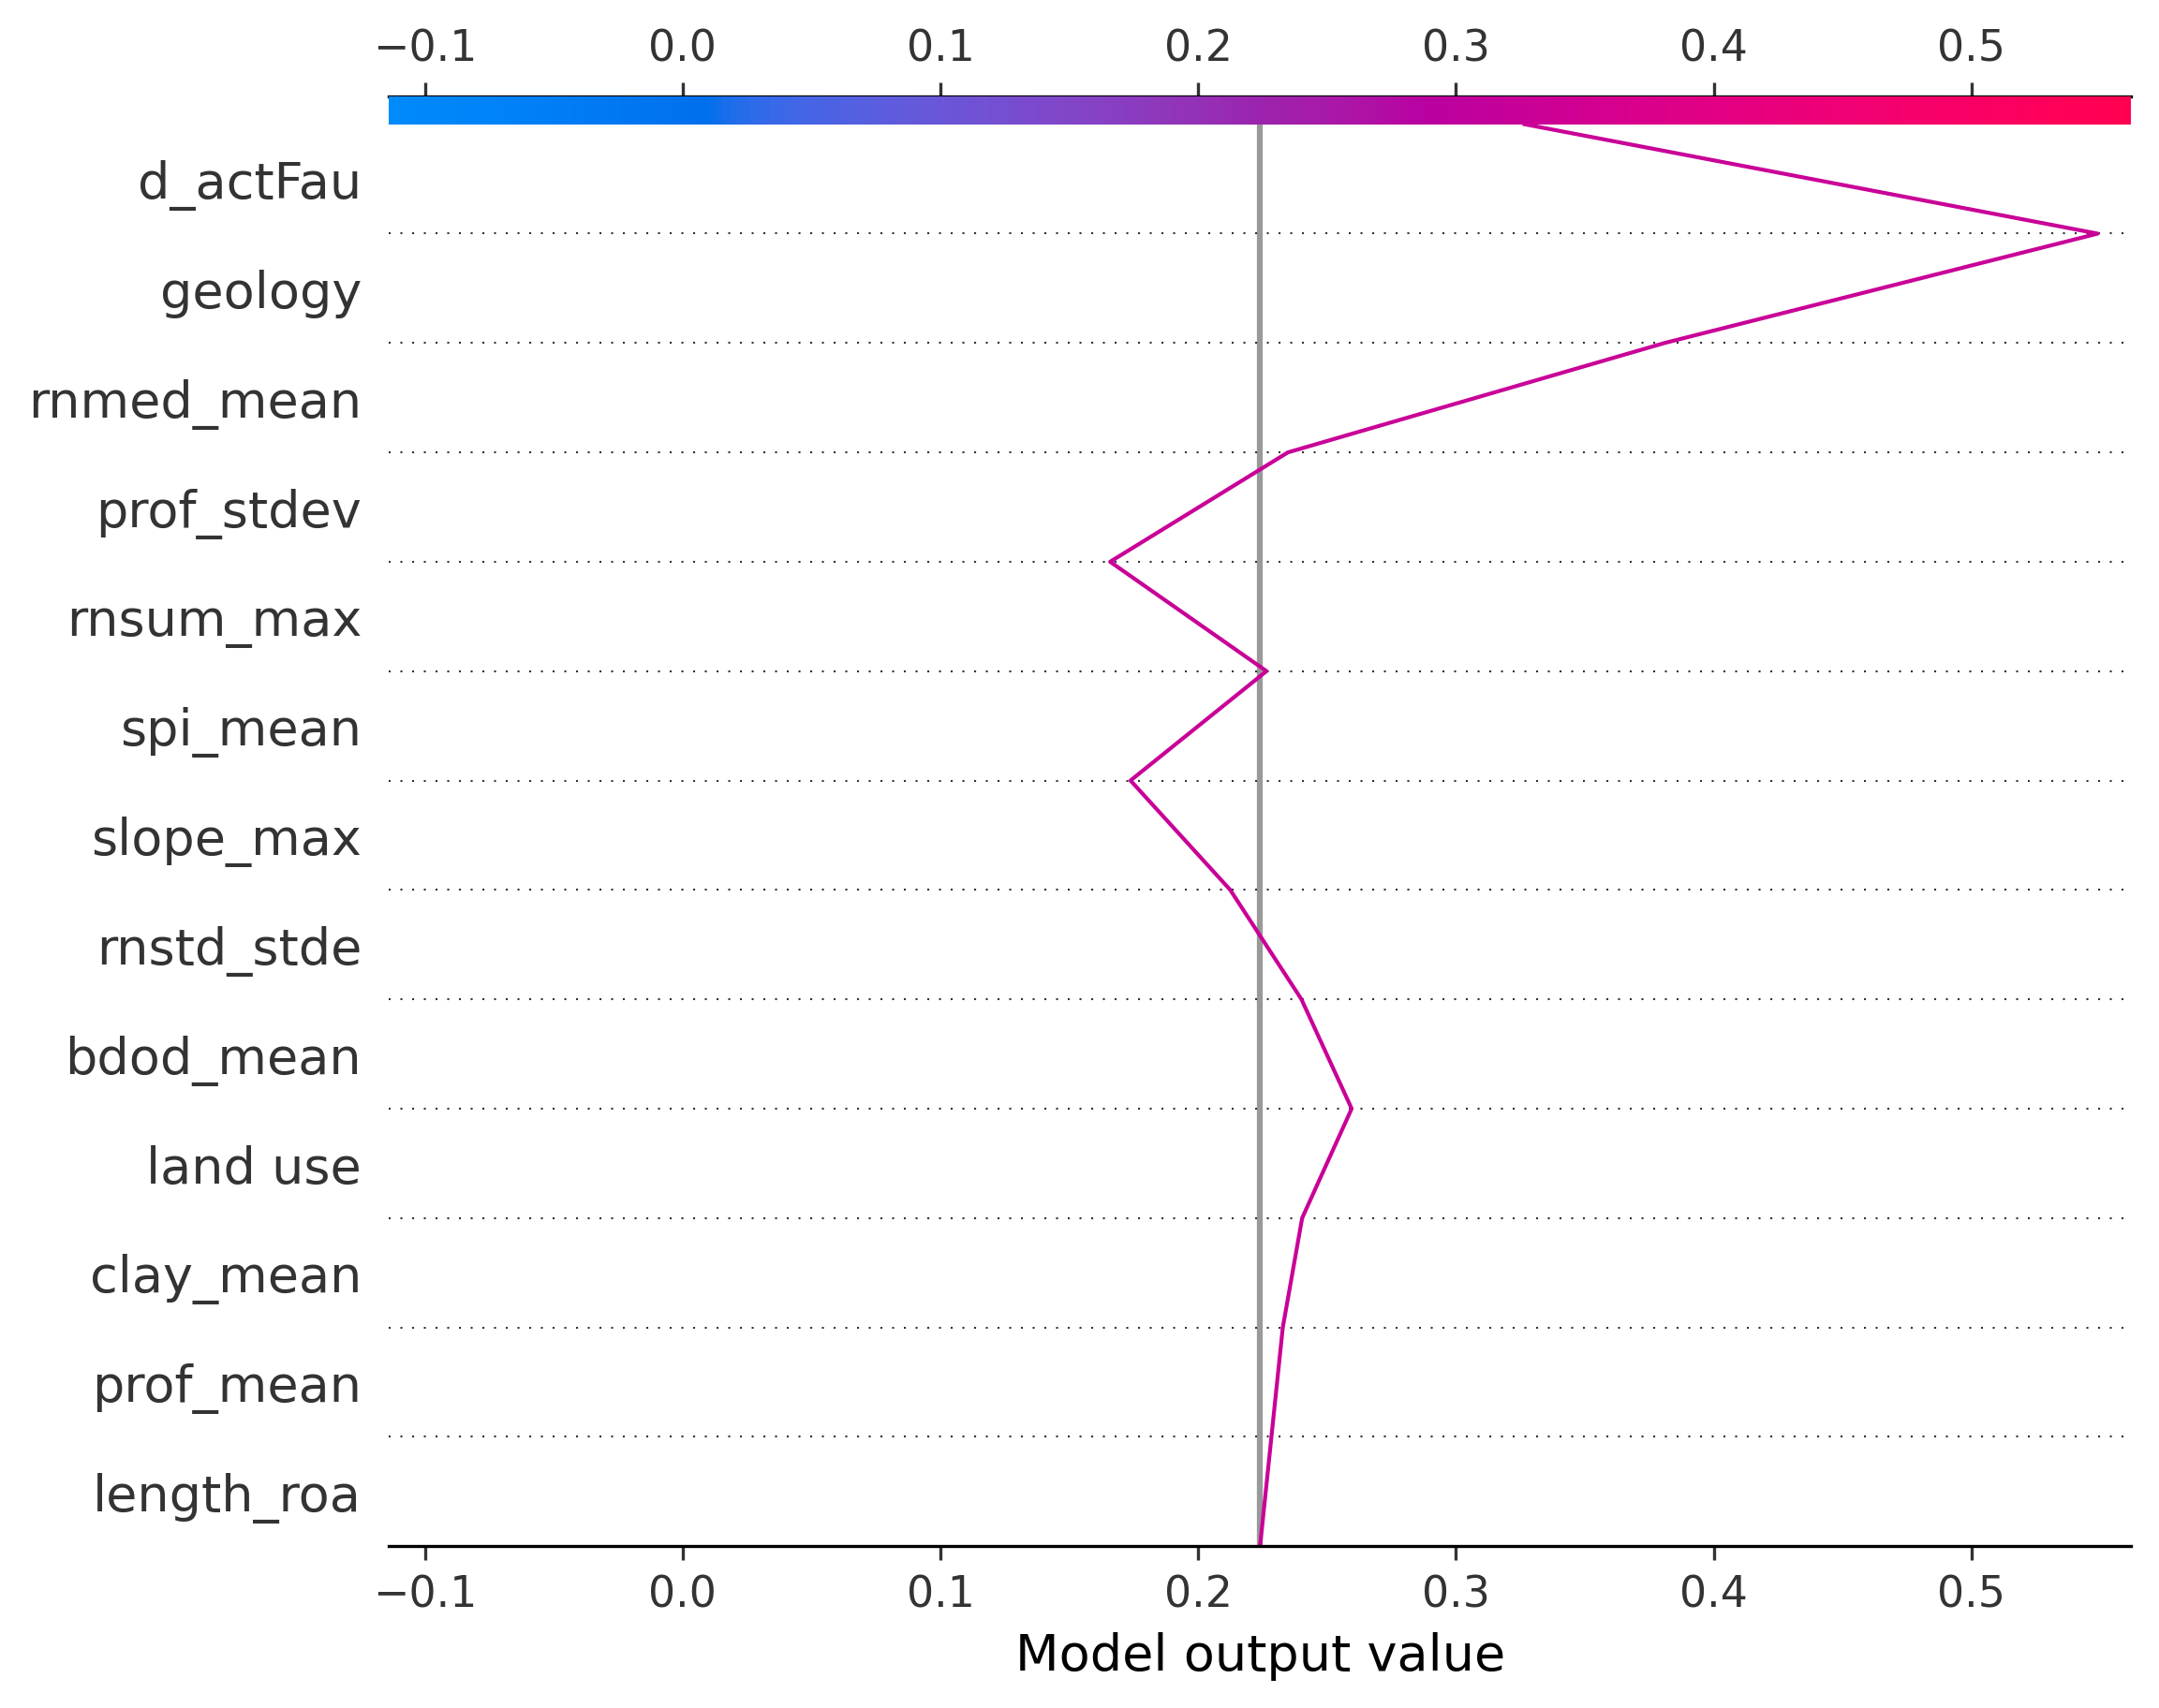 −0.1 0.0 0.1 0.2 0.3 0.4 0.5
d_actFau
geology
rnmed_mean
prof_stdev
rnsum_max
spi_mean
slope_max
rnstd_stde
bdod_mean
land use
clay_mean
prof_mean
length_roa
−0.1 0.0 0.1 0.2 0.3 0.4 0.5
Model output value